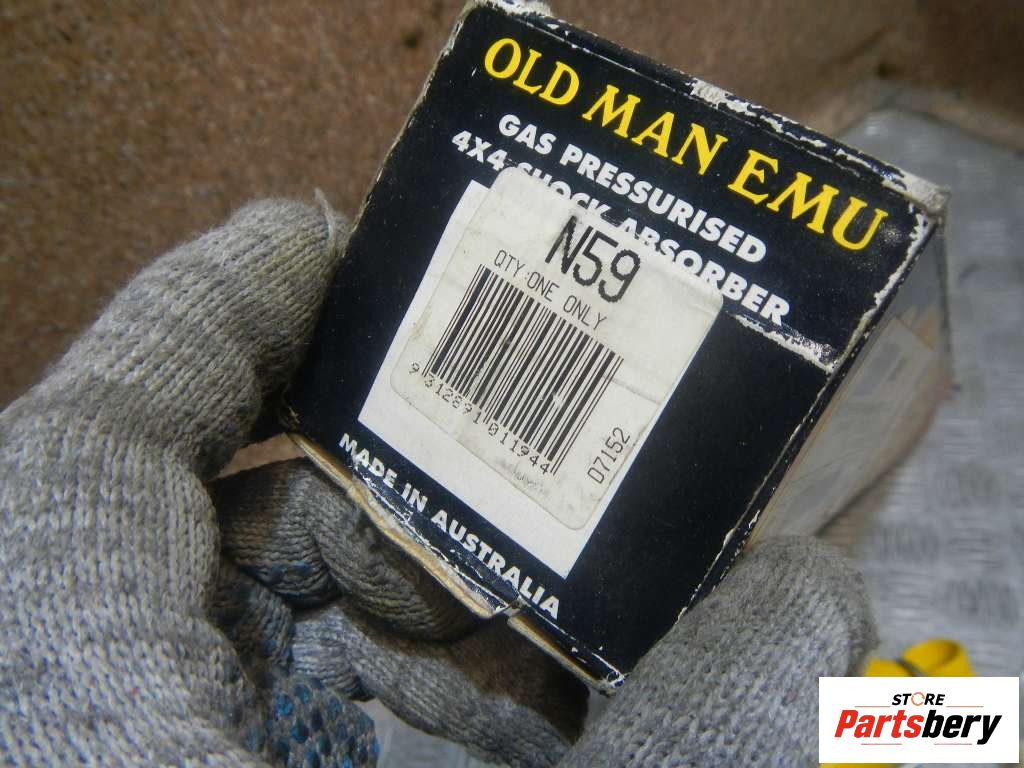 OLD MAN EMU
GAS PRESSURISED
4X4 SHOCK ABSORBER
N59
QTY:ONE ONLY
9 312891 011944
D7152
MADE IN AUSTRALIA
STORE
Partsbery